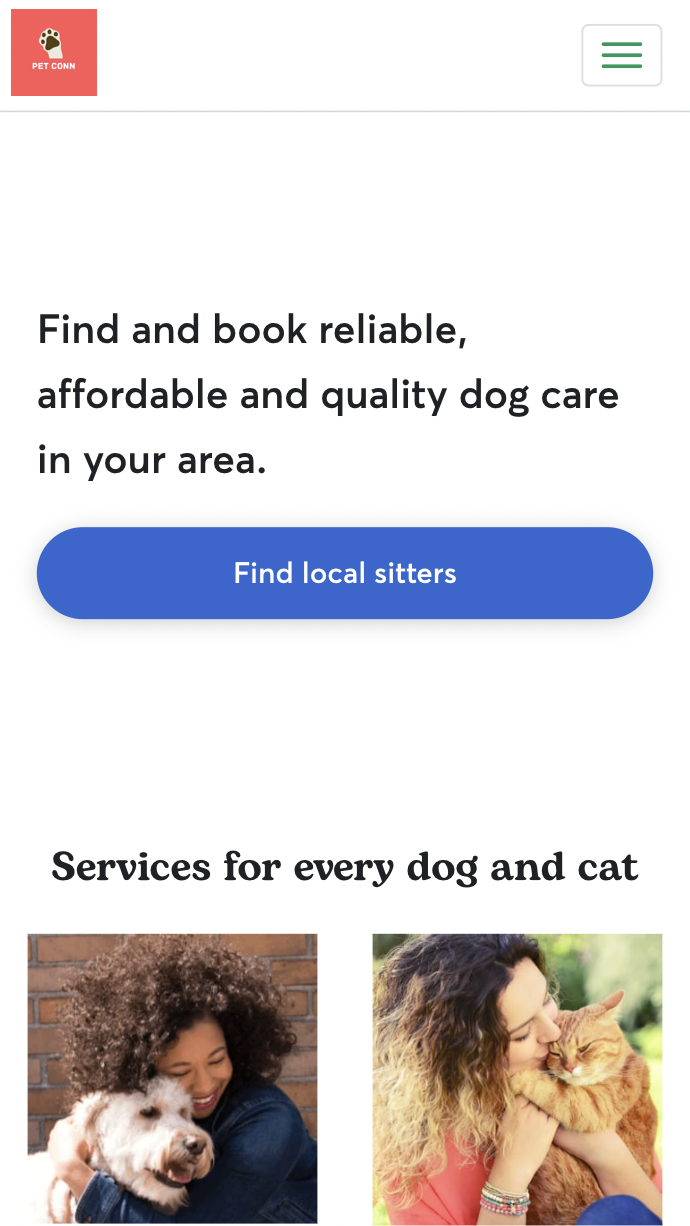 PET CONN
Find and book reliable,
affordable and quality dog care
in your area.
Find local sitters
Services for every dog and cat